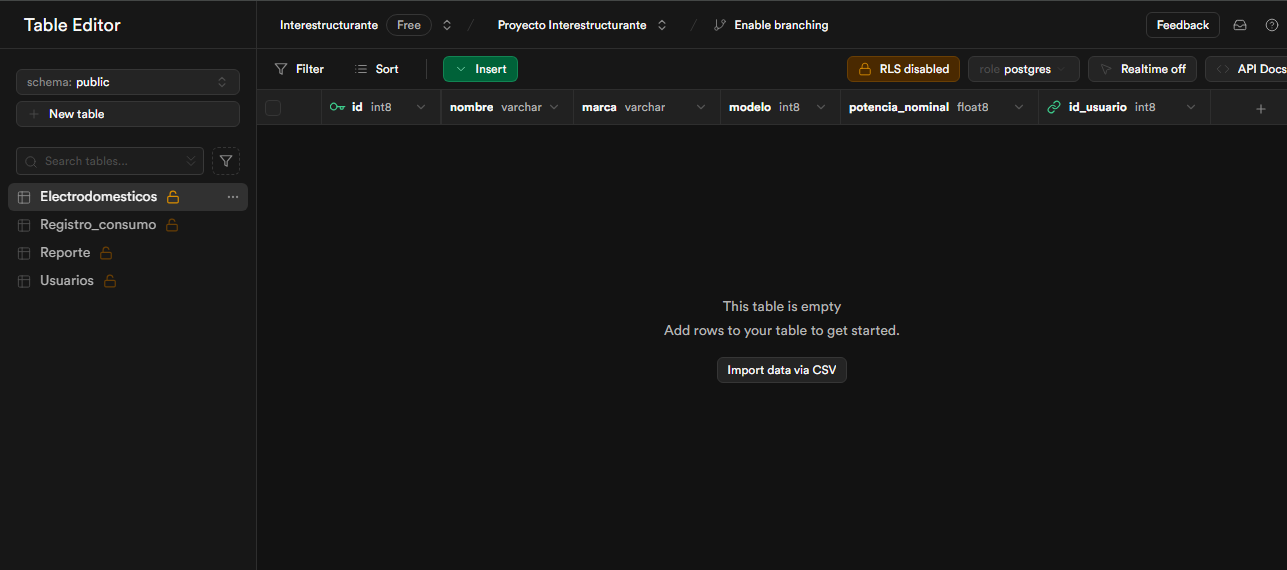 Table Editor
Interestructurante Free / Proyecto Interestructurante / Enable branching Feedback
schema: public
New table
Search tables...
Electrodomesticos
Registro_consumo
Reporte
Usuarios
Filter Sort Insert RLS disabled role postgres Realtime off API Docs
id int8 nombre varchar marca varchar modelo int8 potencia_nominal float8 id_usuario int8
This table is empty
Add rows to your table to get started.
Import data via CSV